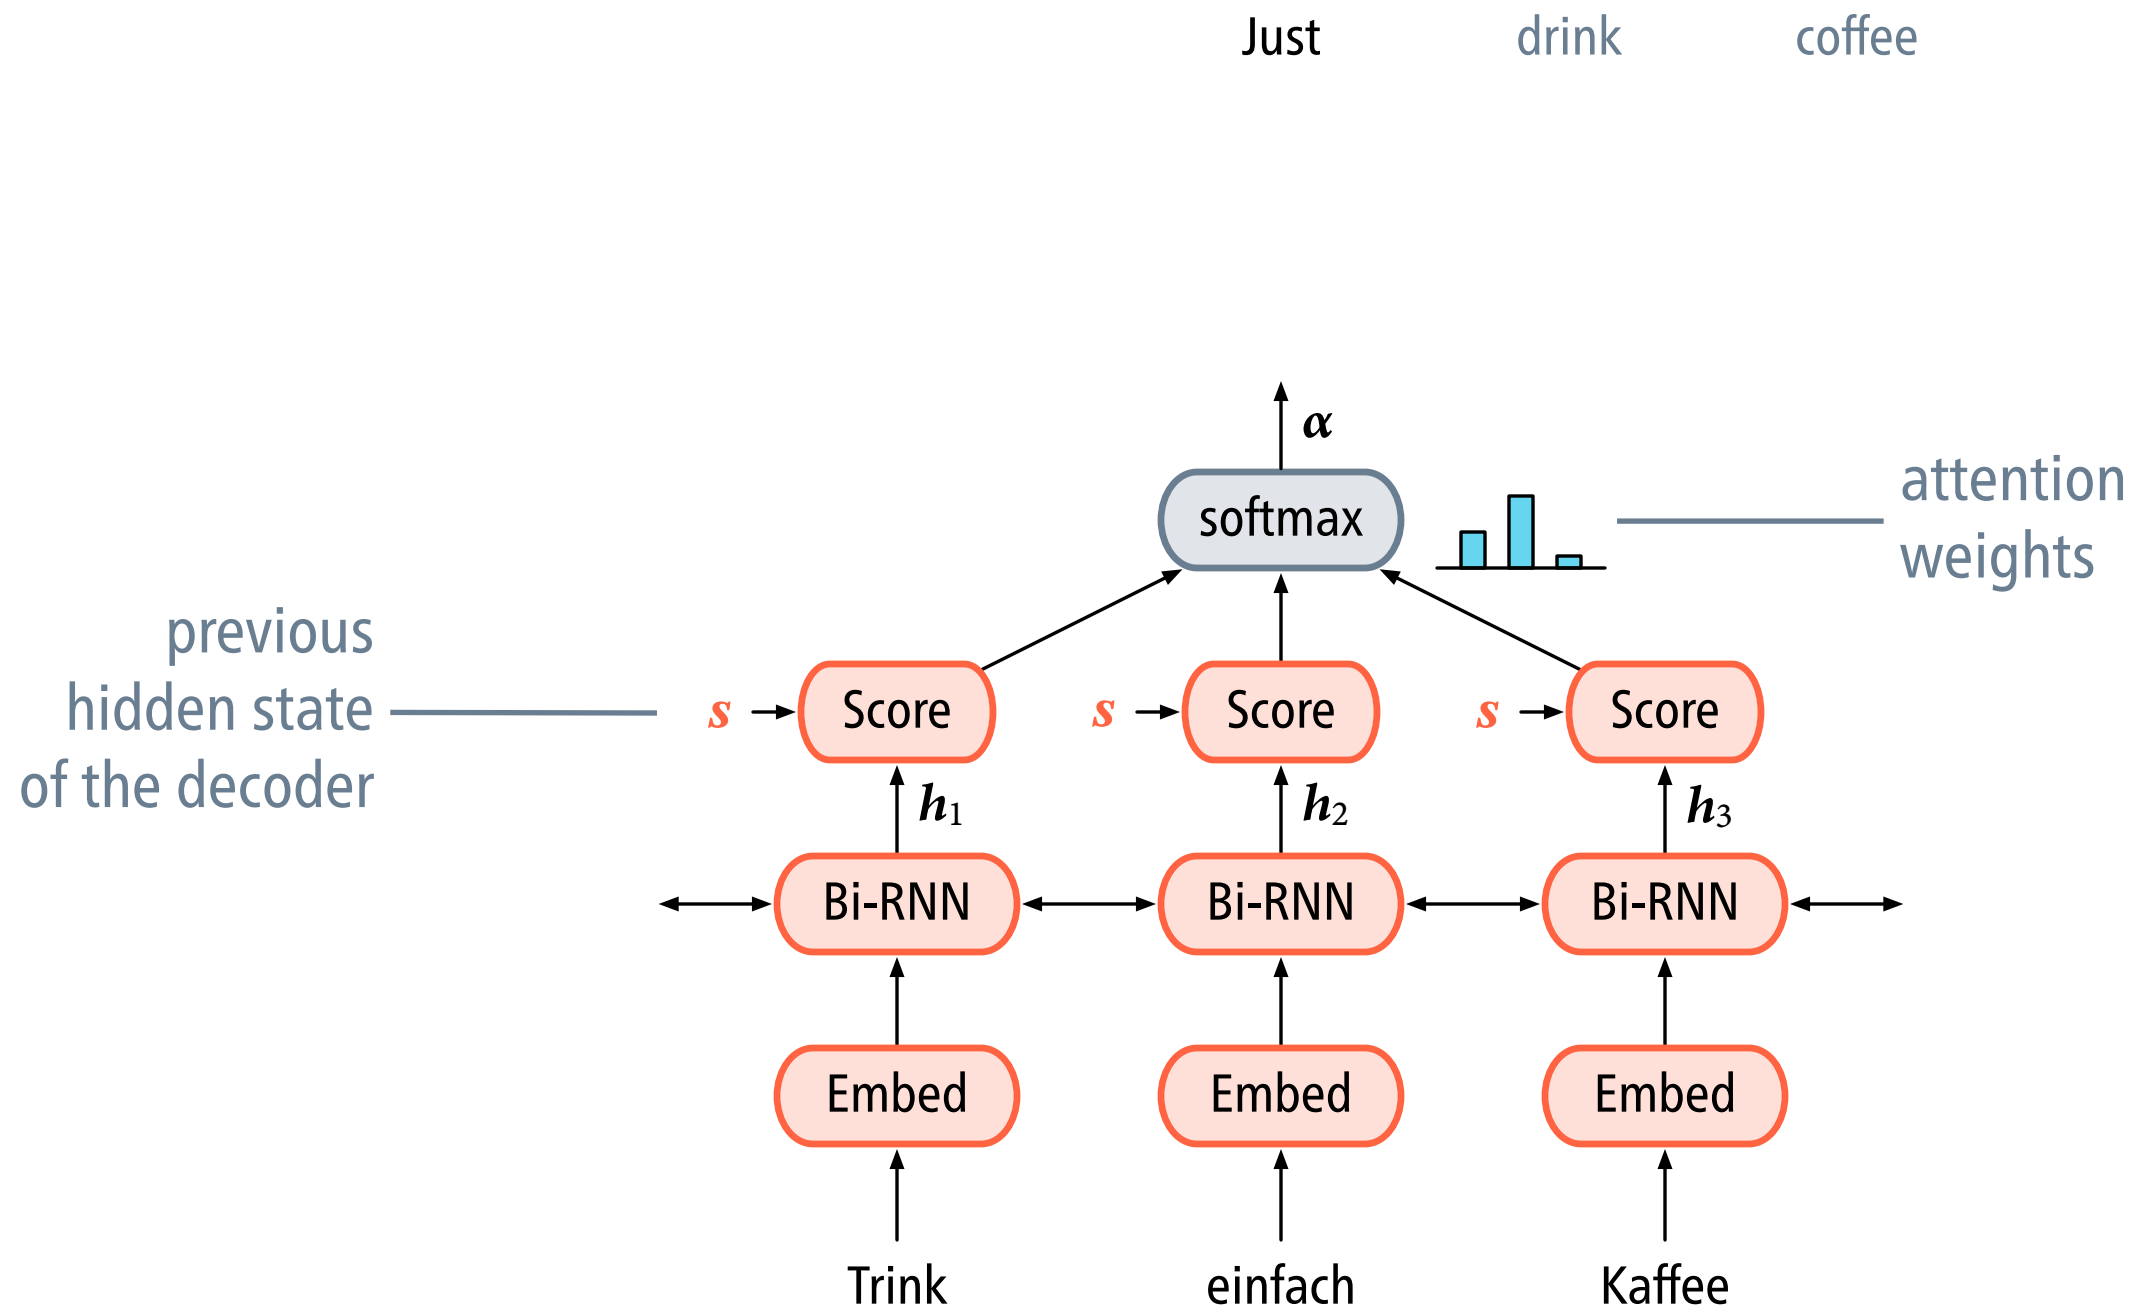 Just drink coffee
α
softmax
attention
weights
previous
hidden state
of the decoder
s Score s Score s Score
h1 h2 h3
Bi-RNN Bi-RNN Bi-RNN
Embed Embed Embed
Trink einfach Kaffee